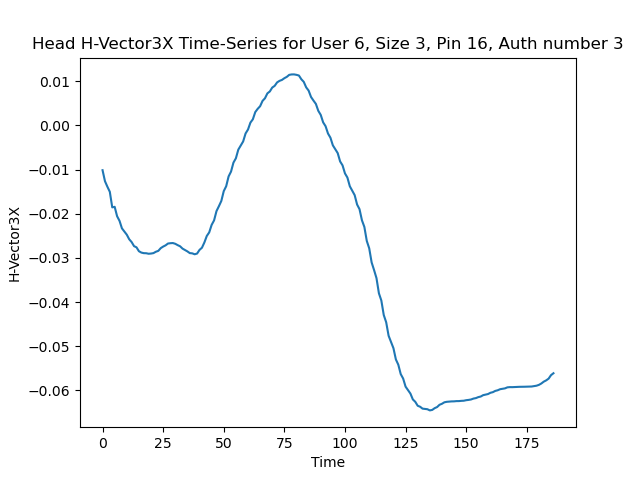 Head H-Vector3X Time-Series for User 6, Size 3, Pin 16, Auth number 3
0.01
0.00
−0.01
−0.02
−0.03
−0.04
−0.05
−0.06
H-Vector3X
0 25 50 75 100 125 150 175
Time